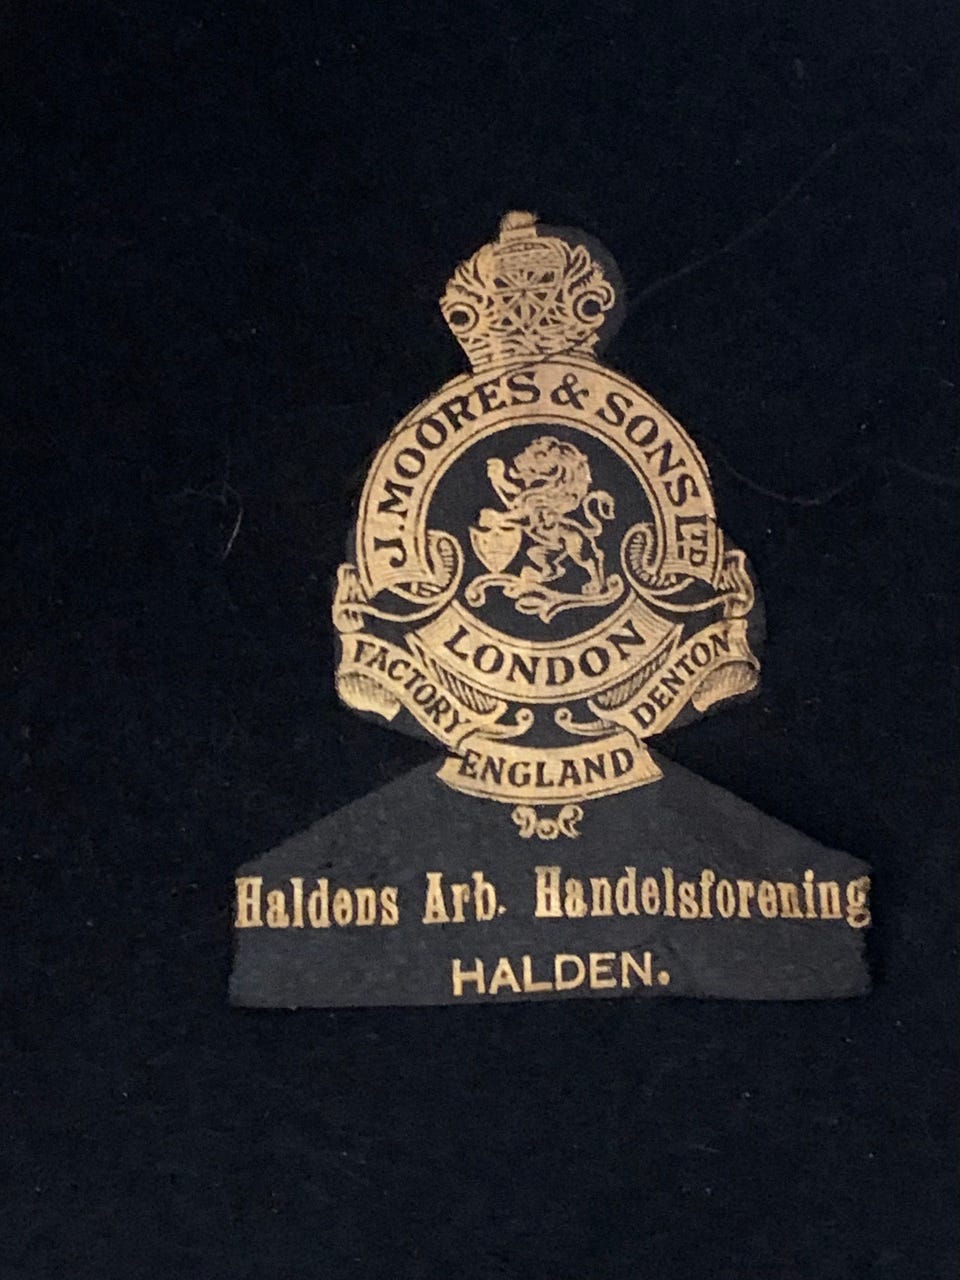 J. MOORES & SONS LTD
LONDON
FACTORY DENTON
ENGLAND
Haldens Arb. Handelsforening
HALDEN.